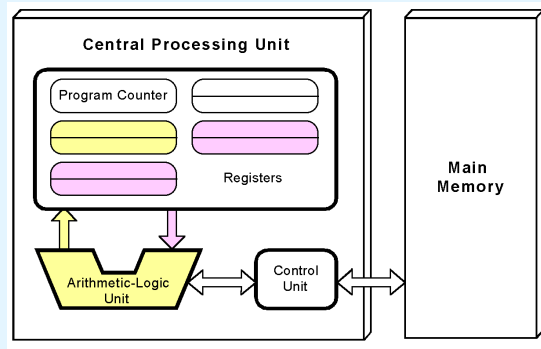 Central Processing Unit
Program Counter
Registers
Main
Memory
Arithmetic-Logic
Unit
Control
Unit